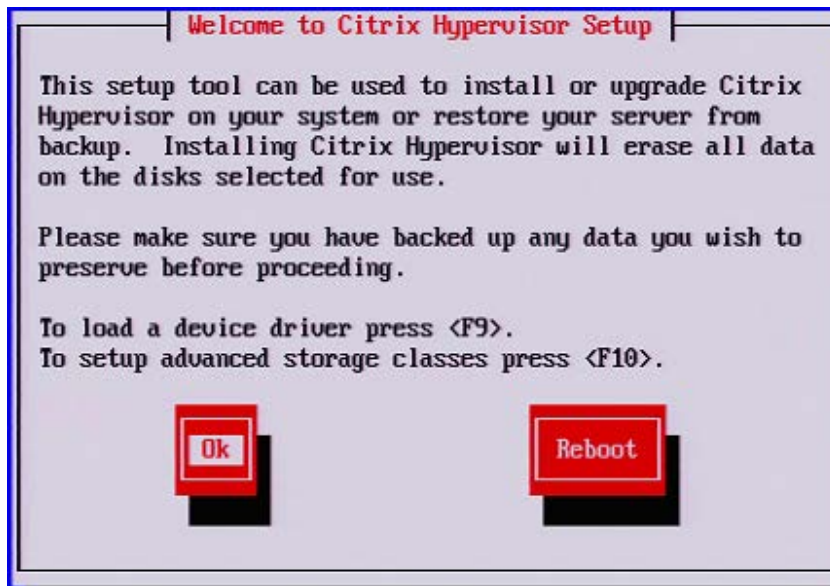 Welcome to Citrix Hypervisor Setup
This setup tool can be used to install or upgrade Citrix
Hypervisor on your system or restore your server from
backup.  Installing Citrix Hypervisor will erase all data
on the disks selected for use.
Please make sure you have backed up any data you wish to
preserve before proceeding.
To load a device driver press <F9>.
To setup advanced storage classes press <F10>.
Ok
Reboot